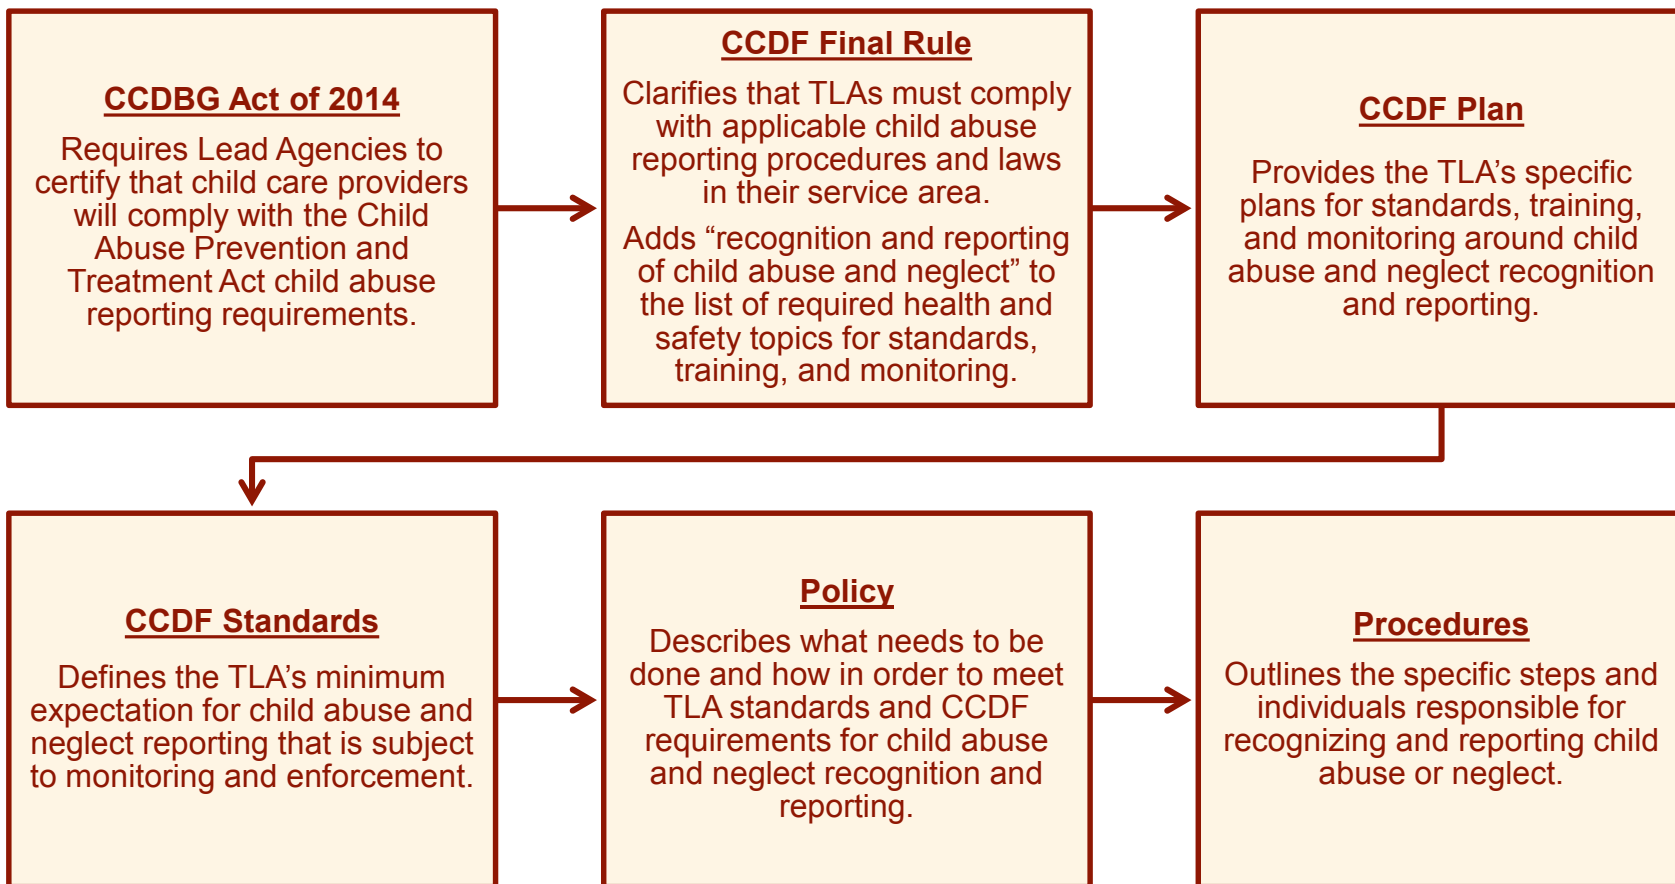 CCDBG Act of 2014
Requires Lead Agencies to
certify that child care providers
will comply with the Child
Abuse Prevention and
Treatment Act child abuse
reporting requirements.
CCDF Final Rule
Clarifies that TLAs must comply
with applicable child abuse
reporting procedures and laws
in their service area.
Adds “recognition and reporting
of child abuse and neglect” to
the list of required health and
safety topics for standards,
training, and monitoring.
CCDF Plan
Provides the TLA’s specific
plans for standards, training,
and monitoring around child
abuse and neglect recognition
and reporting.
CCDF Standards
Defines the TLA’s minimum
expectation for child abuse and
neglect reporting that is subject
to monitoring and enforcement.
Policy
Describes what needs to be
done and how in order to meet
TLA standards and CCDF
requirements for child abuse
and neglect recognition and
reporting.
Procedures
Outlines the specific steps and
individuals responsible for
recognizing and reporting child
abuse or neglect.